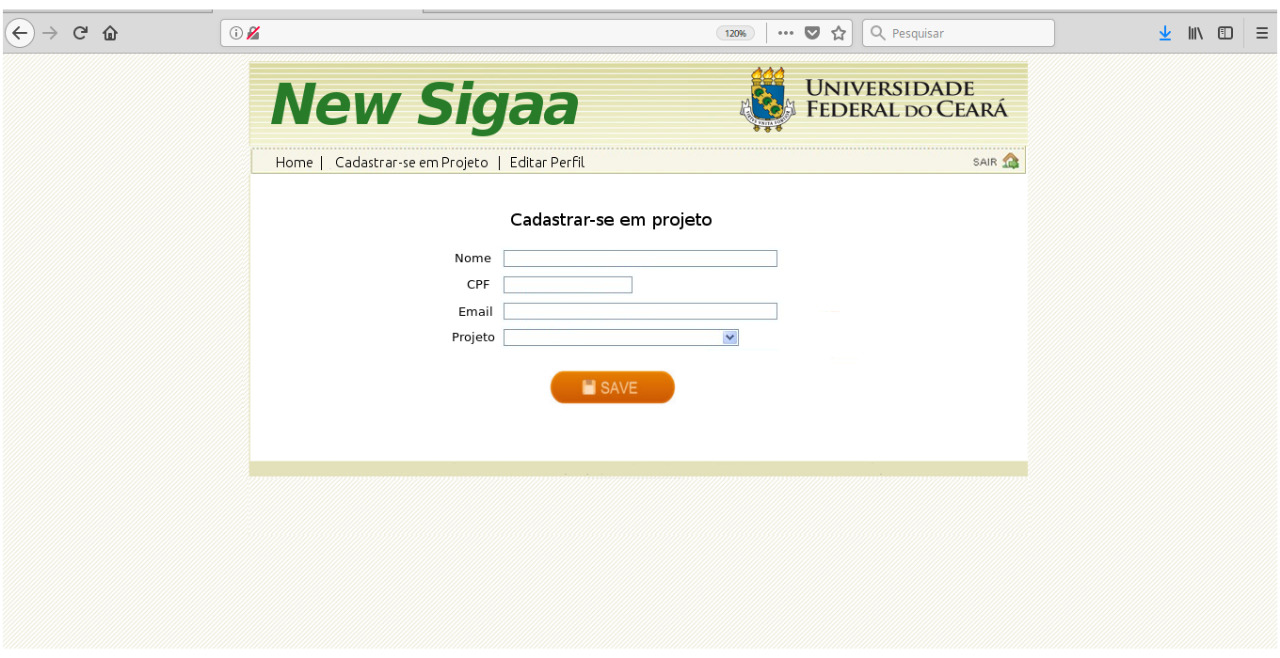 120%
Pesquisar
New Sigaa
UNIVERSIDADE
FEDERAL DO CEARÁ
Home | Cadastrar-se em Projeto | Editar Perfil
SAIR
Cadastrar-se em projeto
Nome
CPF
Email
Projeto
SAVE